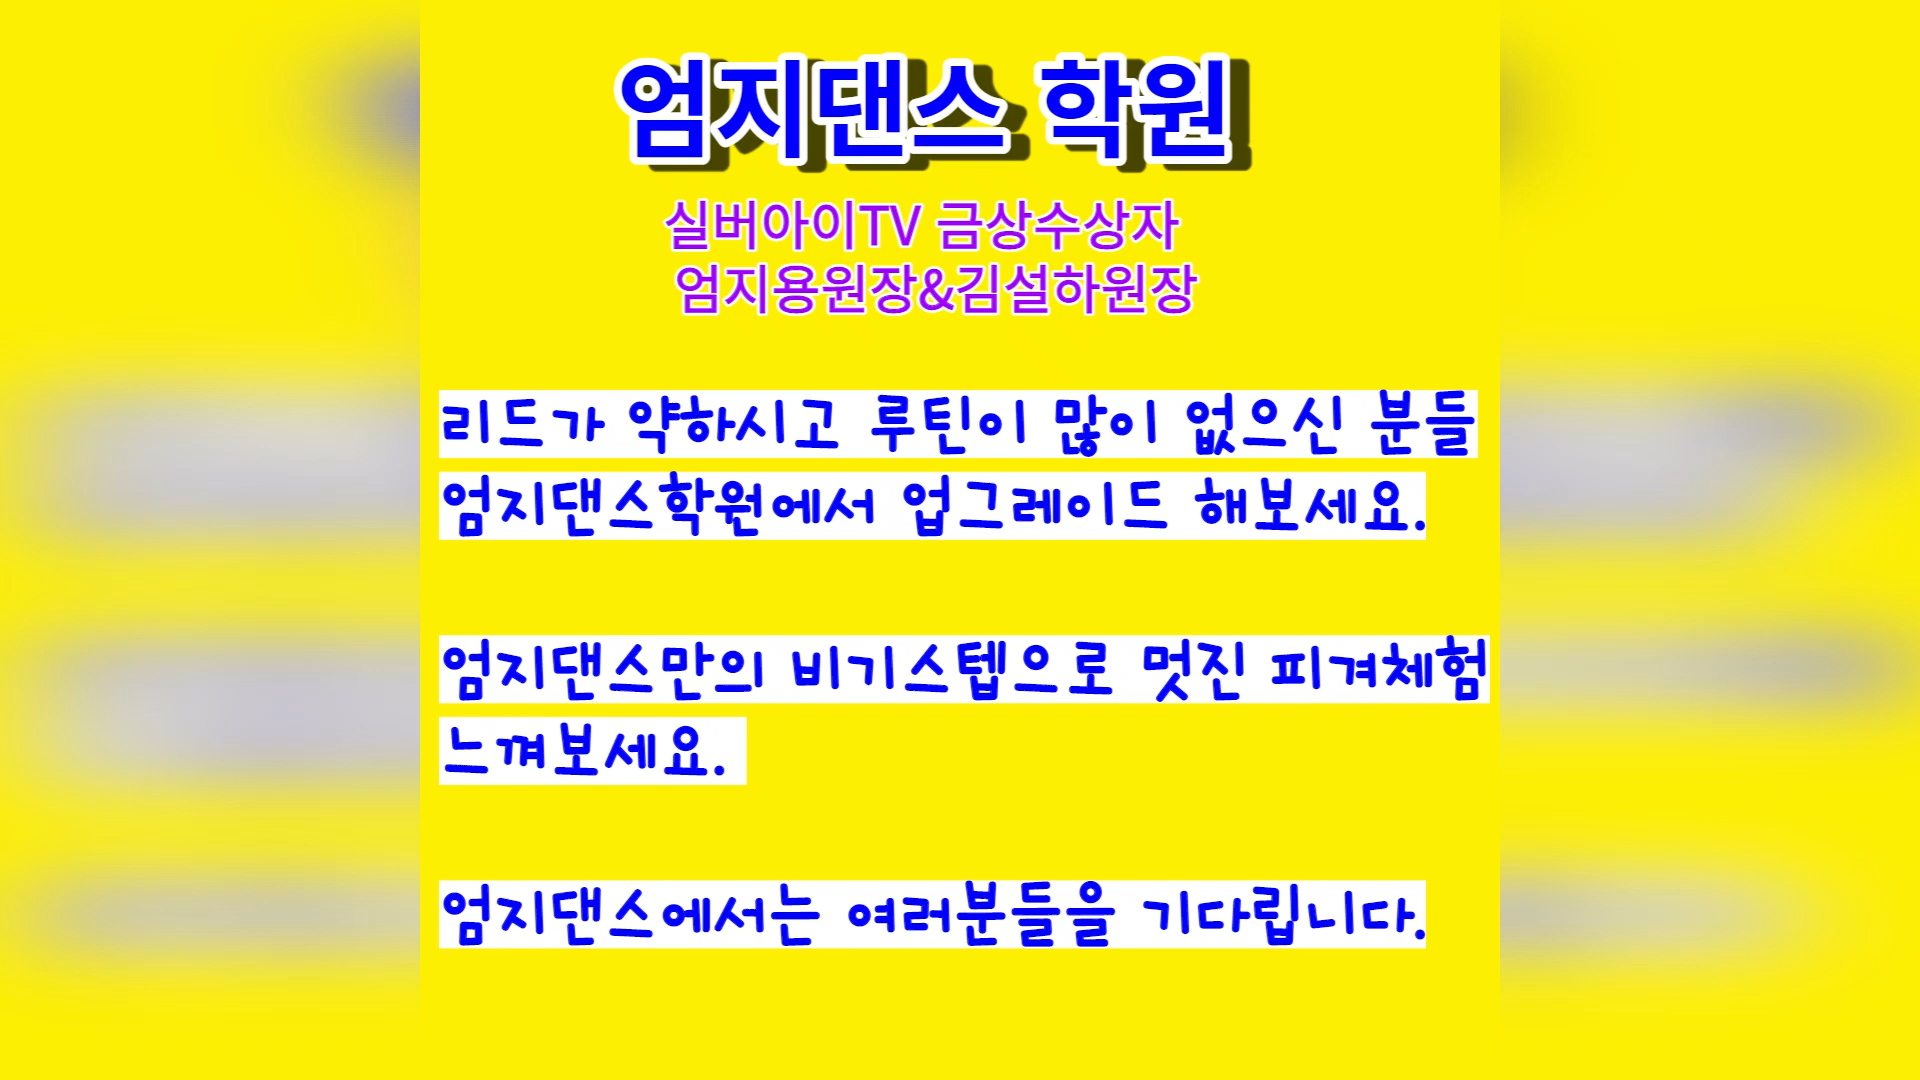 엄지댄스 학원
실버아이TV 금상수상자
엄지용원장&김설하원장
리드가 약하시고 루틴이 많이 없으신 분들
엄지댄스학원에서 업그레이드 해보세요.
엄지댄스만의 비기스텝으로 멋진 피겨체험
느껴보세요.
엄지댄스에서는 여러분들을 기다립니다.